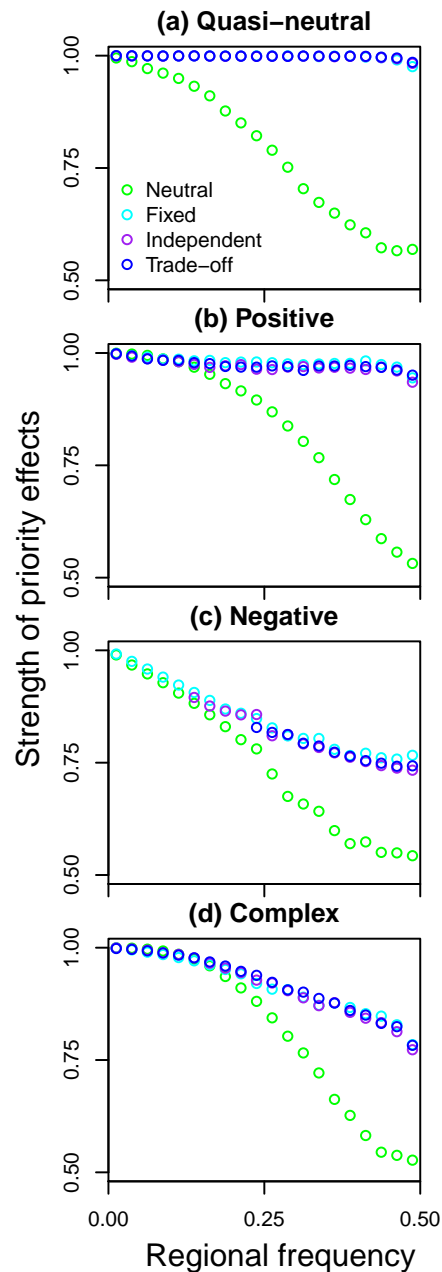 (a) Quasi−neutral
1.00
0.75
0.50
Neutral
Fixed
Independent
Trade−off
(b) Positive
1.00
0.75
0.50
(c) Negative
1.00
0.75
0.50
(d) Complex
1.00
0.75
0.50
0.00 0.25 0.50
Regional frequency
Strength of priority effects